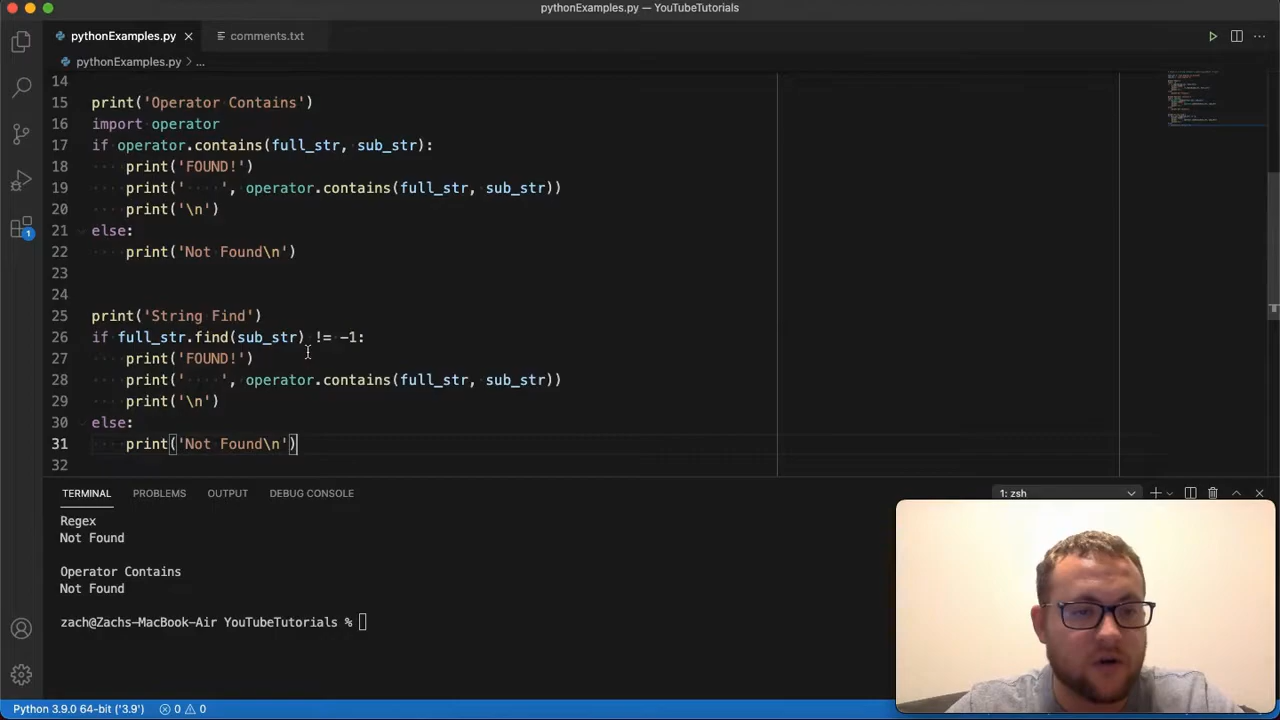 pythonExamples.py — YouTubeTutorials
pythonExamples.py
comments.txt
pythonExamples.py > ...
14
15 print('Operator Contains')
16 import operator
17 if operator.contains(full_str, sub_str):
18 print('FOUND!')
19 print('    ', operator.contains(full_str, sub_str))
20 print('\n')
21 else:
22 print('Not Found\n')
23
24
25 print('String Find')
26 if full_str.find(sub_str) != -1:
27 print('FOUND!')
28 print('    ', operator.contains(full_str, sub_str))
29 print('\n')
30 else:
31 print('Not Found\n')
32
1
TERMINAL PROBLEMS OUTPUT DEBUG CONSOLE 1: zsh
Regex
Not Found
Operator Contains
Not Found
zach@Zachs-MacBook-Air YouTubeTutorials %
Python 3.9.0 64-bit ('3.9') 0 0